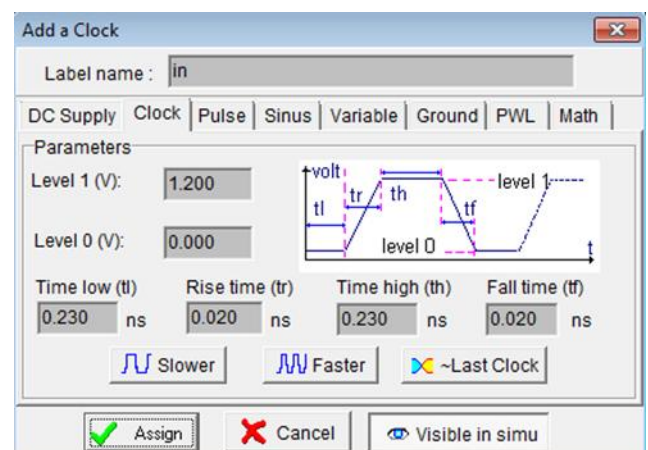 Add a Clock
Label name : in
DC Supply Clock Pulse Sinus Variable Ground PWL Math
Parameters
Level 1 (V): 1.200
Level 0 (V): 0.000
volt
tl tr th tf
level 1
level 0
t
Time low (tl) Rise time (tr) Time high (th) Fall time (tf)
0.230 ns 0.020 ns 0.230 ns 0.020 ns
Slower Faster ~Last Clock
Assign Cancel Visible in simu